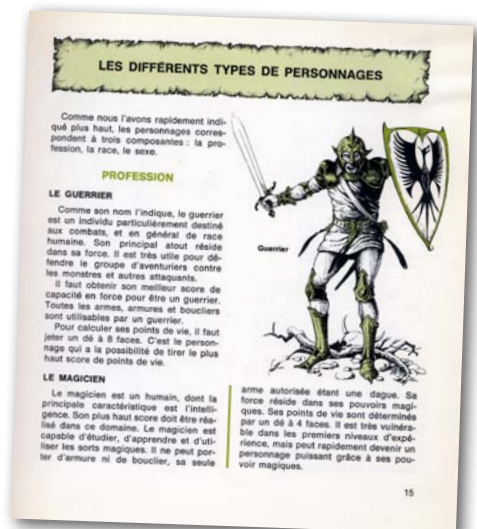 LES DIFFÉRENTS TYPES DE PERSONNAGES
Comme nous l'avons rapidement indi-
qué plus haut, les personnages corres-
pondent à trois composantes : la pro-
fession, la race, le sexe.
PROFESSION
LE GUERRIER
Comme son nom l'indique, le guerrier
est un individu particulièrement destiné
aux combats, et en général de race
humaine. Son principal atout réside
dans sa force. Il est très utile pour dé-
fendre le groupe d'aventuriers contre
les monstres et autres attaquants.
Il faut obtenir son meilleur score de
capacité en force pour être un guerrier.
Toutes les armes, armures et boucliers
sont utilisables par un guerrier.
Pour calculer ses points de vie, il faut
jeter un dé à 8 faces. C'est le person-
nage qui a la possibilité de tirer le plus
haut score de points de vie.
LE MAGICIEN
Le magicien est un humain, dont la
principale caractéristique est l'intelli-
gence. Son plus haut score doit être réa-
lisé dans ce domaine. Le magicien est
capable d'étudier, d'apprendre et d'uti-
liser les sorts magiques. Il ne peut por-
ter d'armure ni de bouclier, sa seule
Guerrier
arme autorisée étant une dague. Sa
force réside dans ses pouvoirs magi-
ques. Ses points de vie sont déterminés
par un dé à 4 faces. Il est très vulnéra-
ble dans les premiers niveaux d'expé-
rience, mais peut rapidement devenir un
personnage puissant grâce à ses pou-
voir magiques.
15